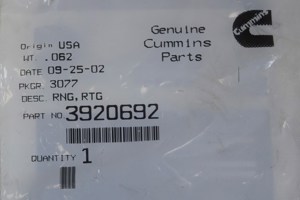 Genuine
Cummins
Parts
Cummins
Origin USA
WT. .062
DATE 09-25-02
PKGR. 3077
DESC. RNG,RTG
PART NO 3920692
QUANTITY 1